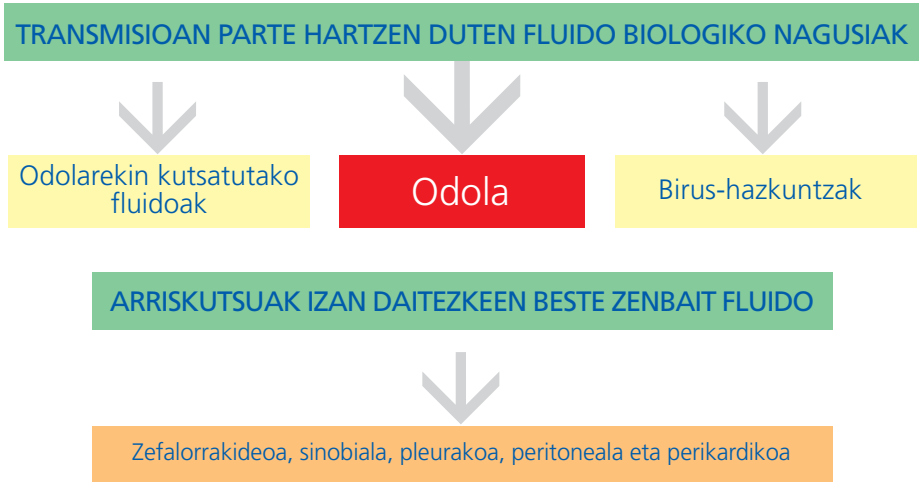 TRANSMISIOAN PARTE HARTZEN DUTEN FLUIDO BIOLOGIKO NAGUSIAK
Odolarekin kutsatutako
fluidoak
Odola
Birus-hazkuntzak
ARRISKUTSUAK IZAN DAITEZKEEN BESTE ZENBAIT FLUIDO
Zefalorrakideoa, sinobiala, pleurakoa, peritoneala eta perikardikoa